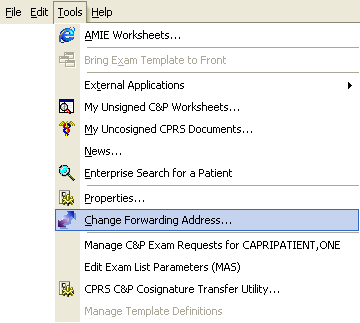 File Edit Tools Help
AMIE Worksheets...
Bring Exam Template to Front
External Applications
My Unsigned C&P Worksheets...
My Uncosigned CPRS Documents...
News...
Enterprise Search for a Patient
Properties...
Change Forwarding Address...
Manage C&P Exam Requests for CAPRIPATIENT,ONE
Edit Exam List Parameters (MAS)
CPRS C&P Cosignature Transfer Utility...
Manage Template Definitions